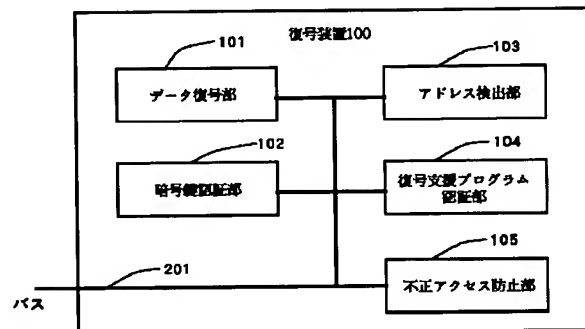 復号装置100
101
データ復号部
103
アドレス検出部
102
暗号鍵認証部
104
復号支援プログラム
認証部
105
不正アクセス防止部
201
バス